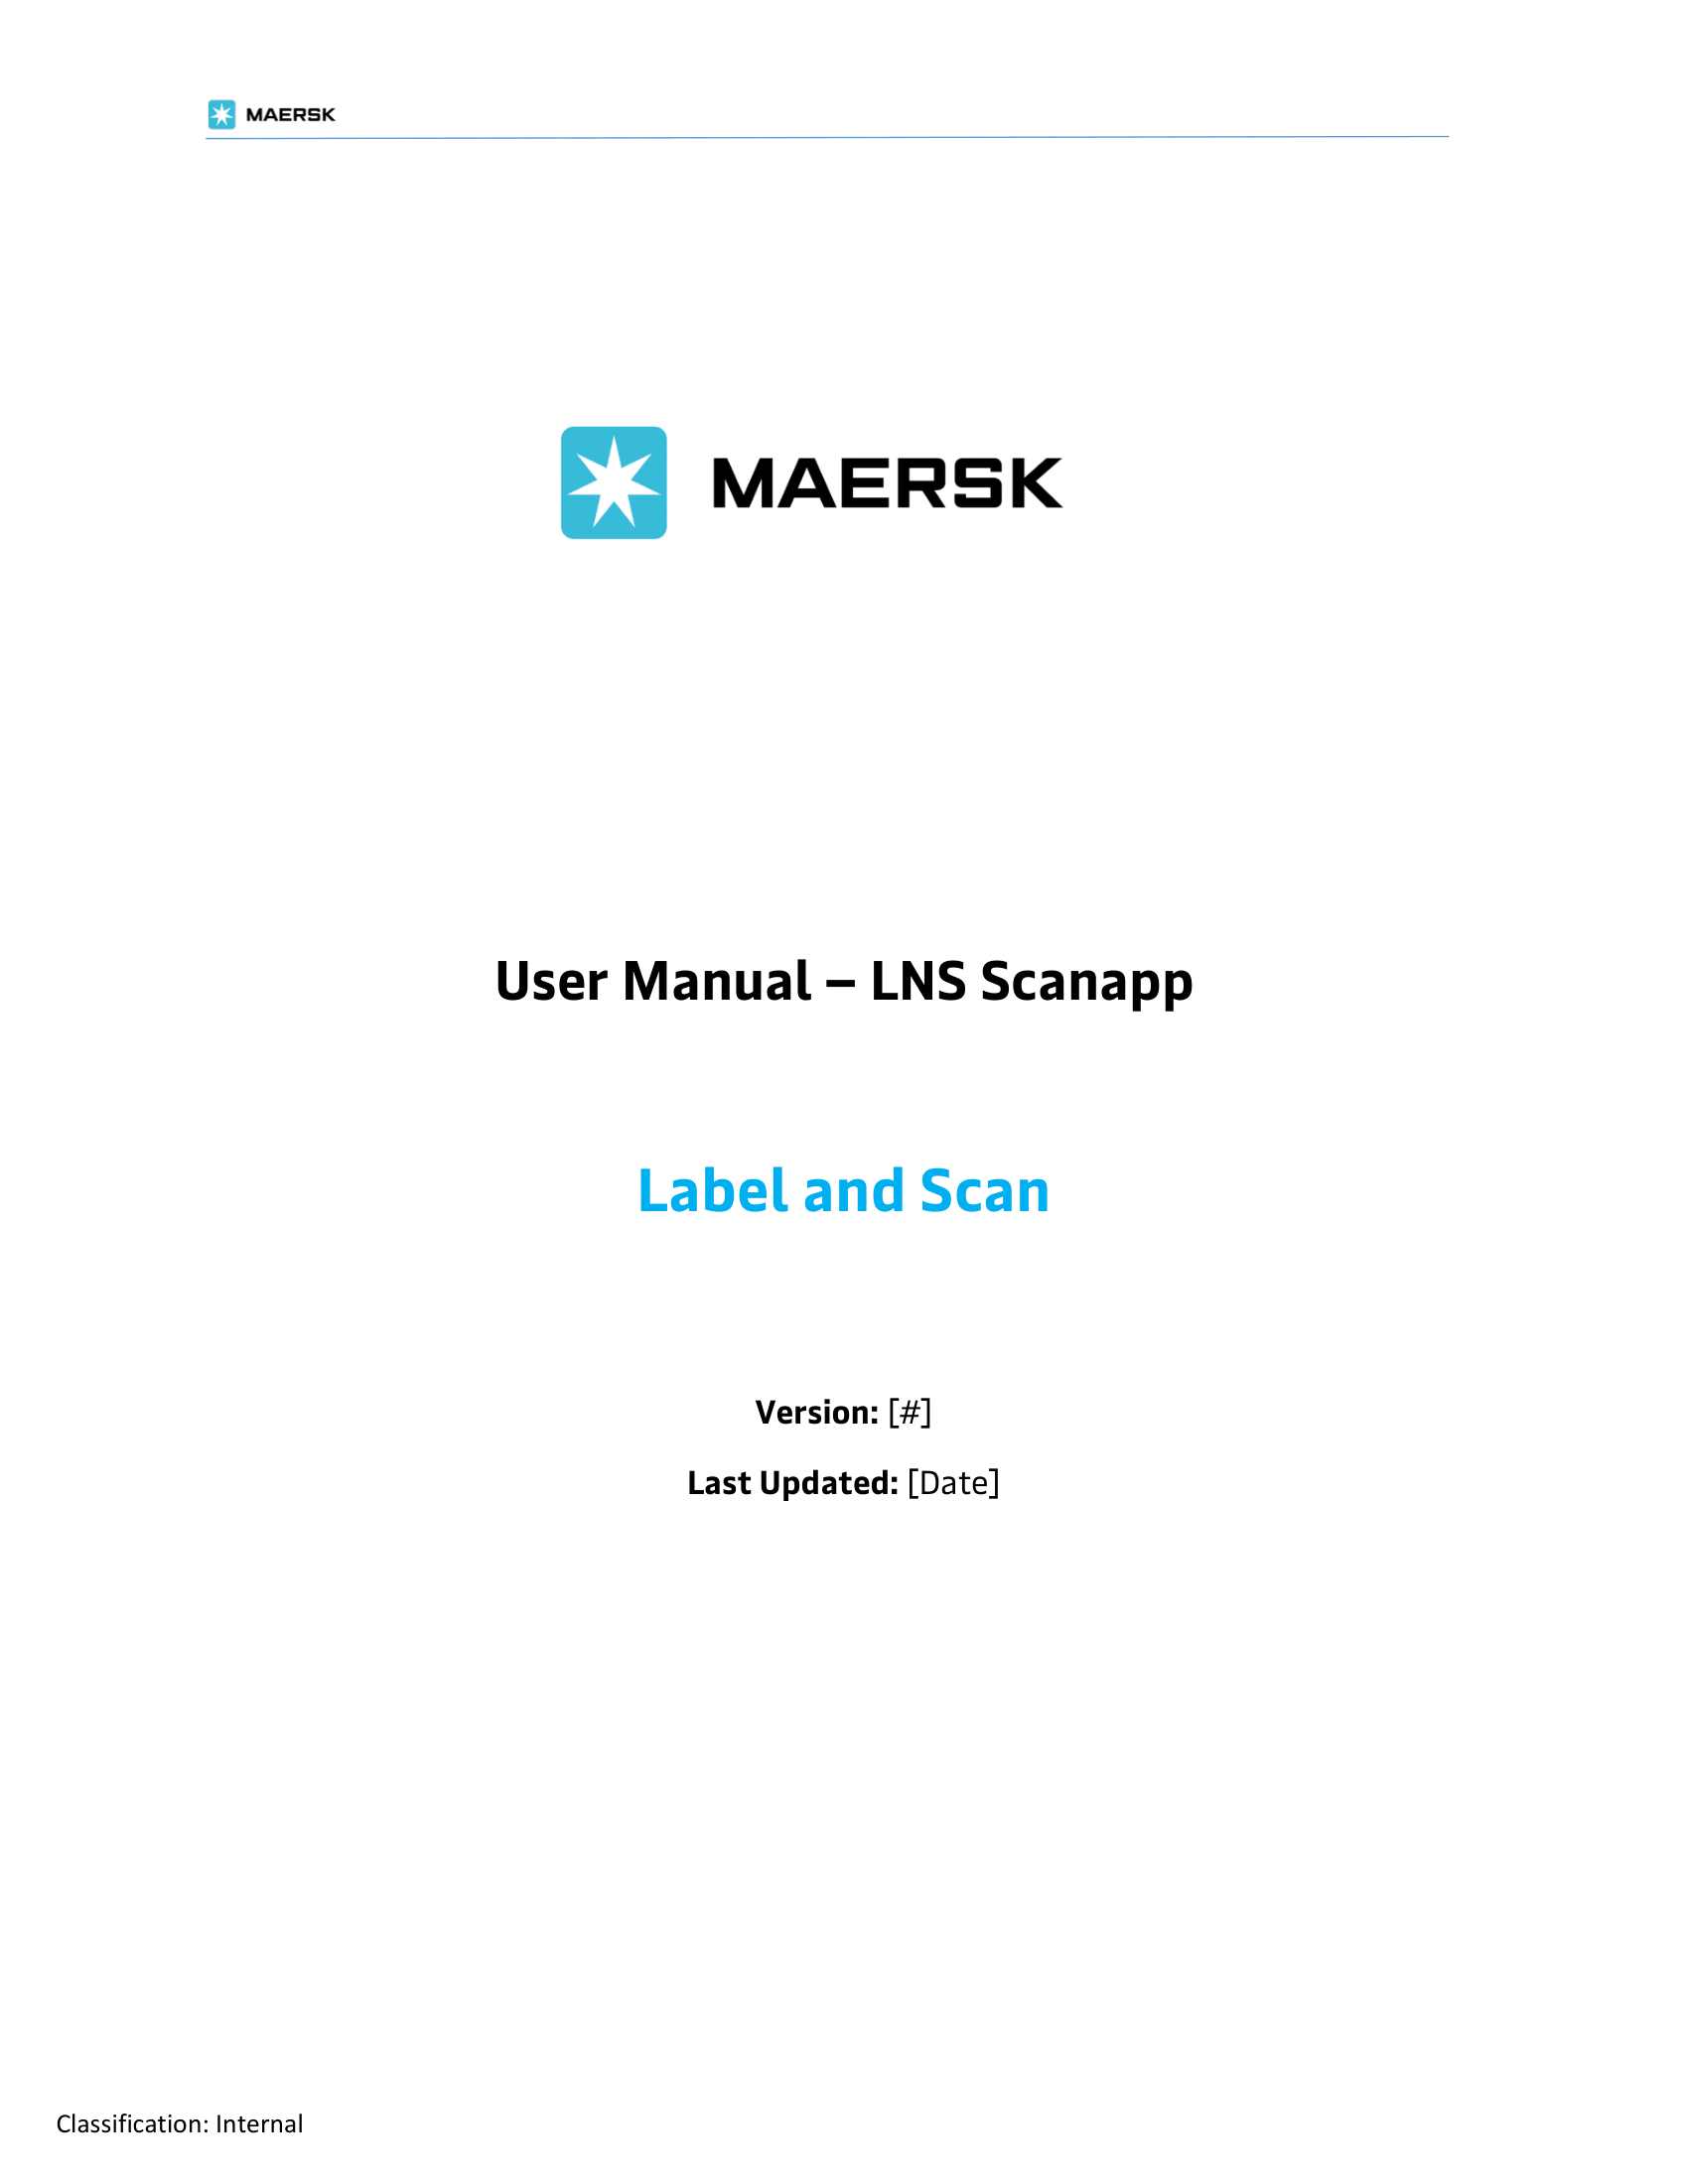 MAERSK
MAERSK
User Manual – LNS Scanapp
Label and Scan
Version: [#]
Last Updated: [Date]
Classification: Internal